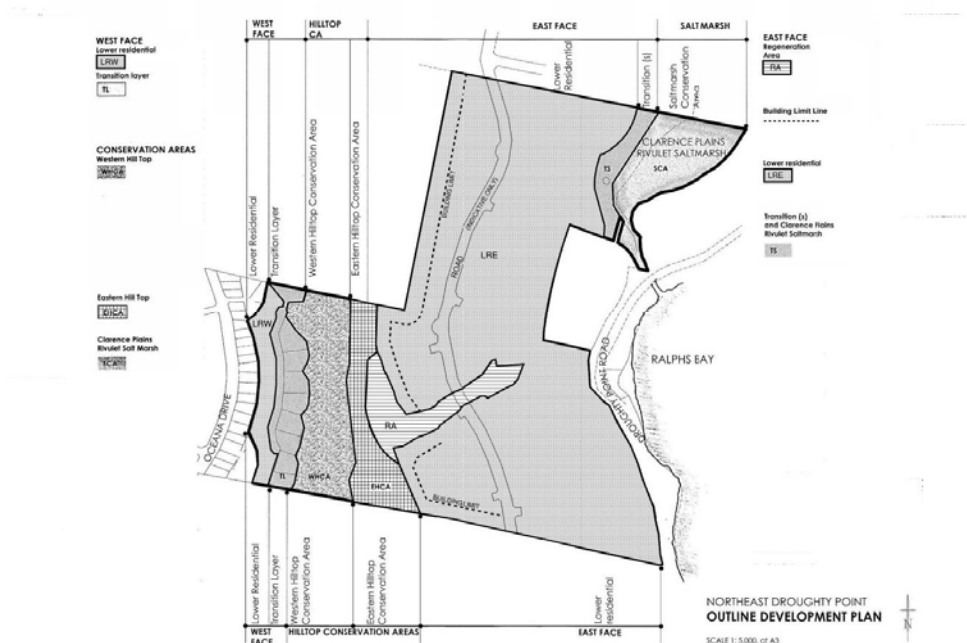 WEST
FACE
HILLTOP
CA
EAST FACE
SALTMARSH
WEST FACE
Lower residential
LRW
Transition layer
TL
CONSERVATION AREAS
Western Hill Top
WHCA
Eastern Hill Top
EHCA
Clarence Plains
Rivulet Salt Marsh
SCA
EAST FACE
Regeneration
Area
RA
Building Limit Line
Lower residential
LRE
Transition (s)
and Clarence Plains
Rivulet Saltmarsh
TS
Lower Residential
Transition Layer
Western Hilltop Conservation Area
Eastern Hilltop Conservation Area
Lower
Residential
Transition (s)
Saltmarsh
Conservation
Area
CLARENCE PLAINS
RIVULET SALTMARSH
SCA
TS
BUILDING LIMIT
ROAD
(INDICATIVE ONLY)
LRE
LRW
OCEANA DRIVE
RA
TL
WHCA
EHCA
BUILDING LIMIT
DROUGHTY POINT ROAD
RALPHS BAY
Lower Residential
Transition Layer
Western Hilltop
Conservation Area
Eastern Hilltop
Conservation Area
Lower
residential
WEST
FACE
HILLTOP CONSERVATION AREAS
EAST FACE
NORTHEAST DROUGHTY POINT
OUTLINE DEVELOPMENT PLAN
N
SCALE 1: 5,000, at A3